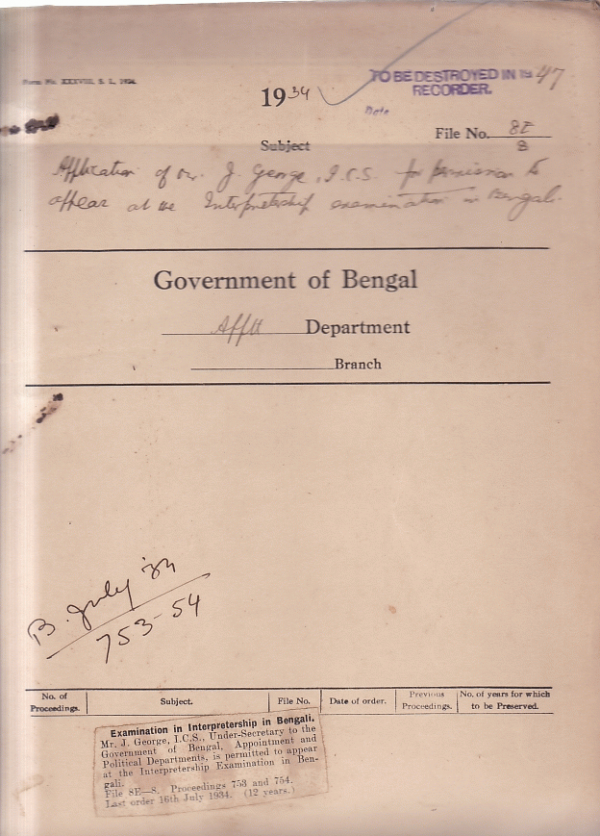 Form No. XXXVIII, S. L., 1934.
TO BE DESTROYED IN 1947
RECORDER.
Date
1934
File No. 8E
8
Subject
Application of Mr. J. George, I.C.S. for permission to
appear at the Interpretership examination in Bengali.
Government of Bengal
Apptt Department
Branch
B. July '34
753-54
No. of Proceedings. Subject. File No. Date of order. Previous Proceedings. No. of years for which to be Preserved.
Examination in Interpretership in Bengali.
Mr. J. George, I.C.S., Under-Secretary to the
Government of Bengal, Appointment and
Political Departments, is permitted to appear
at the Interpretership Examination in Ben-
gali.
File 8E—8. Proceedings 753 and 754.
Last order 16th July 1934. (12 years.)